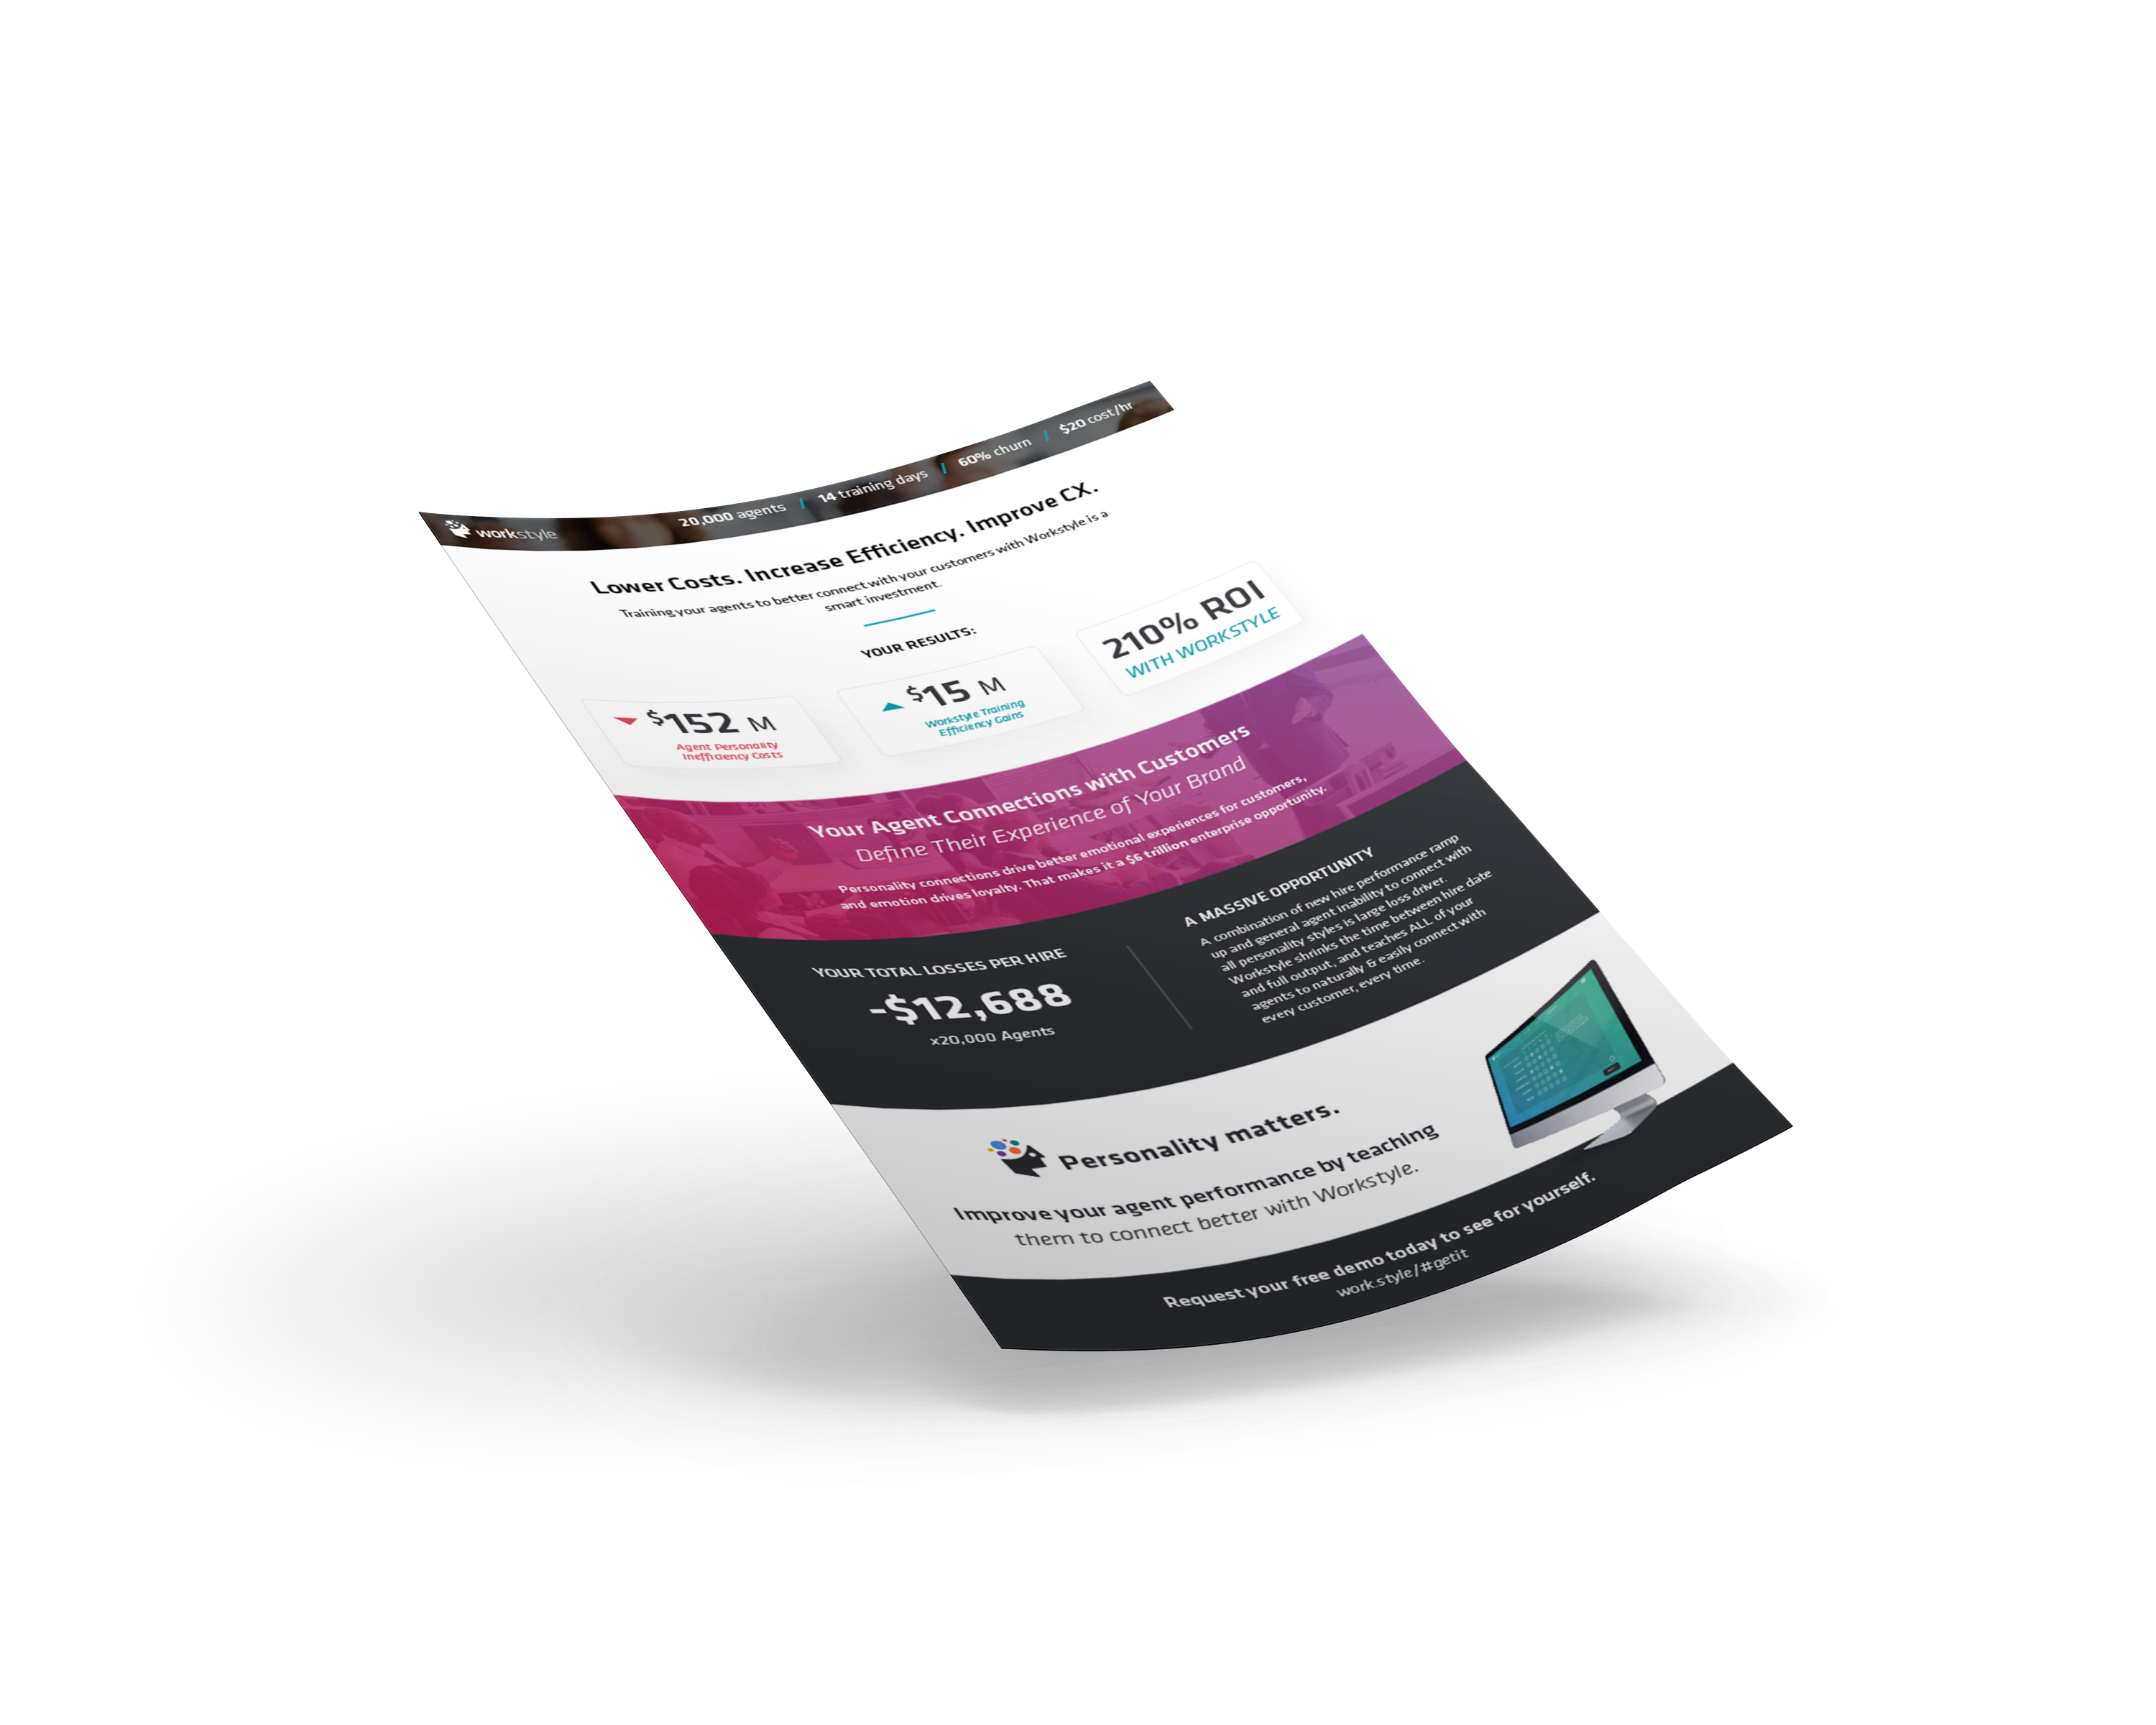 workstyle
20,000 agents | 14 training days | 60% churn | $20 cost/hr
Lower Costs. Increase Efficiency. Improve CX.
Training your agents to better connect with your customers with Workstyle is a
smart investment.
YOUR RESULTS:
$152 M
Agent Personality
Inefficiency Costs
$15 M
Workstyle Training
Efficiency Gains
210% ROI
WITH WORKSTYLE
Your Agent Connections with Customers
Define Their Experience of Your Brand
Personality connections drive better emotional experiences for customers,
and emotion drives loyalty. That makes it a $6 trillion enterprise opportunity.
YOUR TOTAL LOSSES PER HIRE
-$12,688
x20,000 Agents
A MASSIVE OPPORTUNITY
A combination of new hire performance ramp
up and general agent inability to connect with
all personality styles is large loss driver.
Workstyle shrinks the time between hire date
and full output, and teaches ALL of your
agents to naturally & easily connect with
every customer, every time.
Personality matters.
Improve your agent performance by teaching
them to connect better with Workstyle.
Request your free demo today to see for yourself.
work.style/#getit